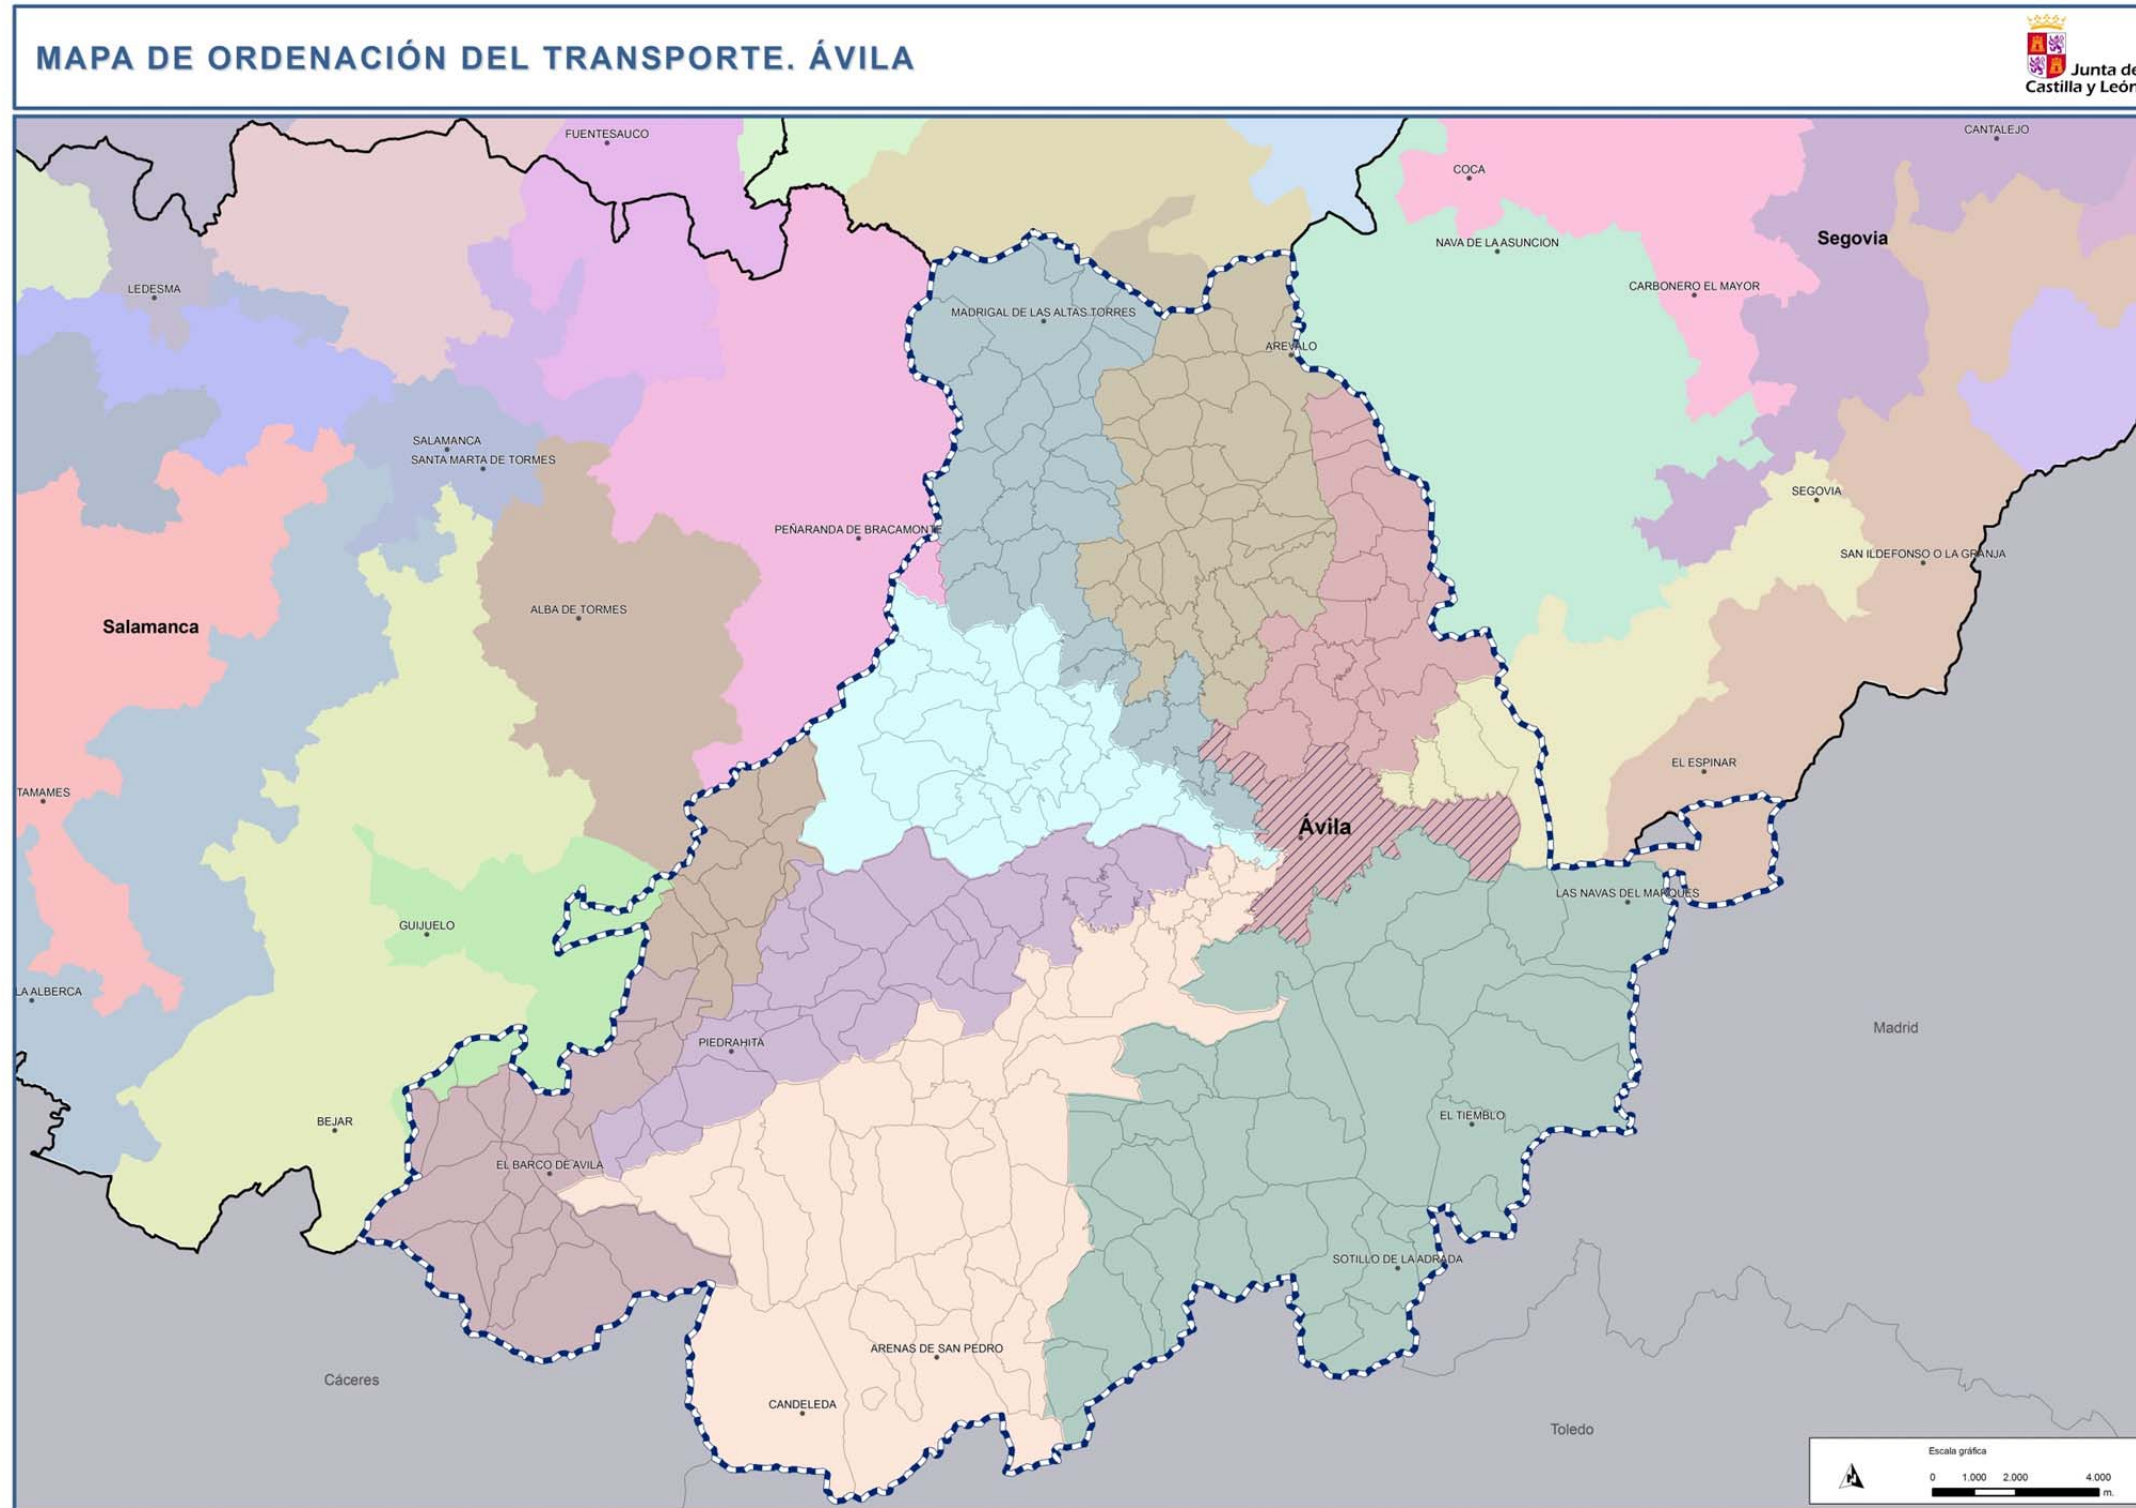 MAPA DE ORDENACIÓN DEL TRANSPORTE. ÁVILA
Junta de
Castilla y León
FUENTESAUCO
CANTALEJO
COCA
Segovia
NAVA DE LA ASUNCION
LEDESMA
CARBONERO EL MAYOR
MADRIGAL DE LAS ALTAS TORRES
AREVALO
SALAMANCA
SANTA MARTA DE TORMES
SEGOVIA
PEÑARANDA DE BRACAMONTE
SAN ILDEFONSO O LA GRANJA
ALBA DE TORMES
Salamanca
EL ESPINAR
TAMAMES
Ávila
LAS NAVAS DEL MARQUES
GUIJUELO
LA ALBERCA
Madrid
PIEDRAHITA
EL TIEMBLO
BEJAR
EL BARCO DE AVILA
SOTILLO DE LA ADRADA
ARENAS DE SAN PEDRO
Cáceres
CANDELEDA
Toledo
Escala gráfica
0 1.000 2.000 4.000
m.